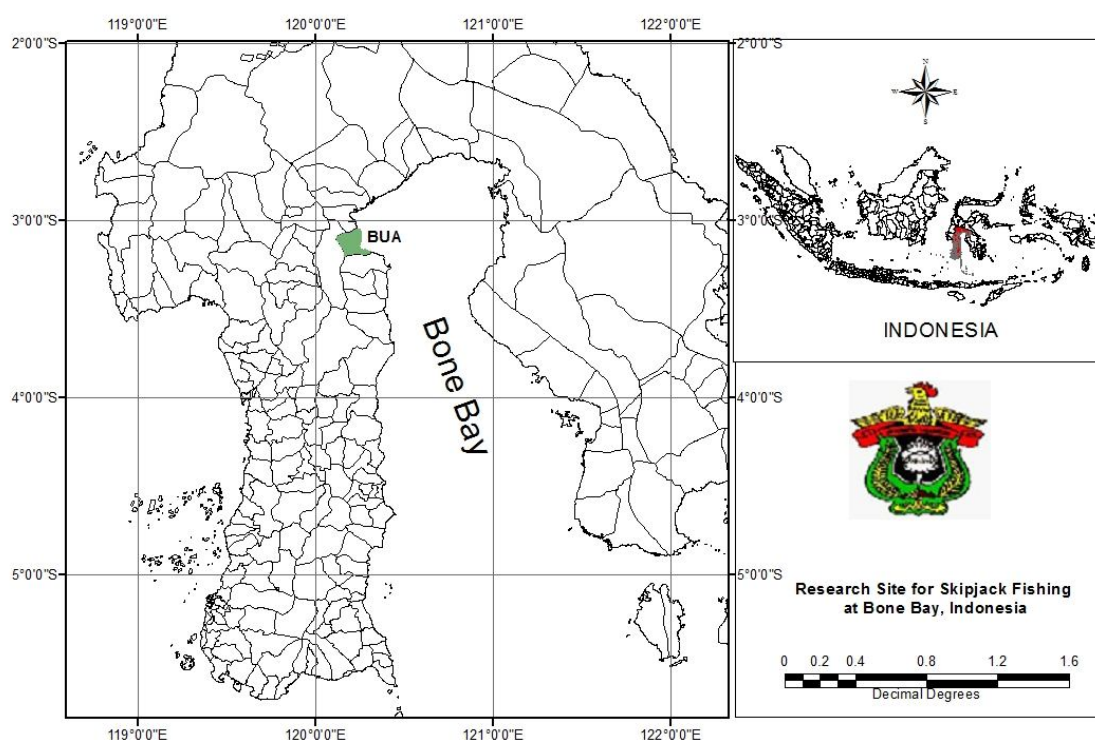 119°0'0"E 120°0'0"E 121°0'0"E 122°0'0"E
2°0'0"S 2°0'0"S
N
W E
S
3°0'0"S 3°0'0"S
BUA
Bone Bay
INDONESIA
4°0'0"S 4°0'0"S
5°0'0"S 5°0'0"S
Research Site for Skipjack Fishing
at Bone Bay, Indonesia
0 0.2 0.4 0.8 1.2 1.6
Decimal Degrees
119°0'0"E 120°0'0"E 121°0'0"E 122°0'0"E